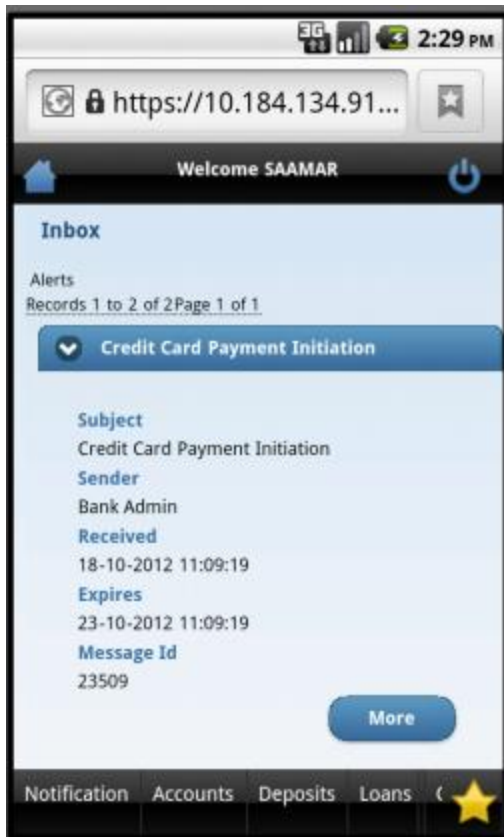 3G
2:29 PM
https://10.184.134.91...
Welcome SAAMAR
Inbox
Alerts
Records 1 to 2 of 2Page 1 of 1
Credit Card Payment Initiation
Subject
Credit Card Payment Initiation
Sender
Bank Admin
Received
18-10-2012 11:09:19
Expires
23-10-2012 11:09:19
Message Id
23509
More
Notification Accounts Deposits Loans